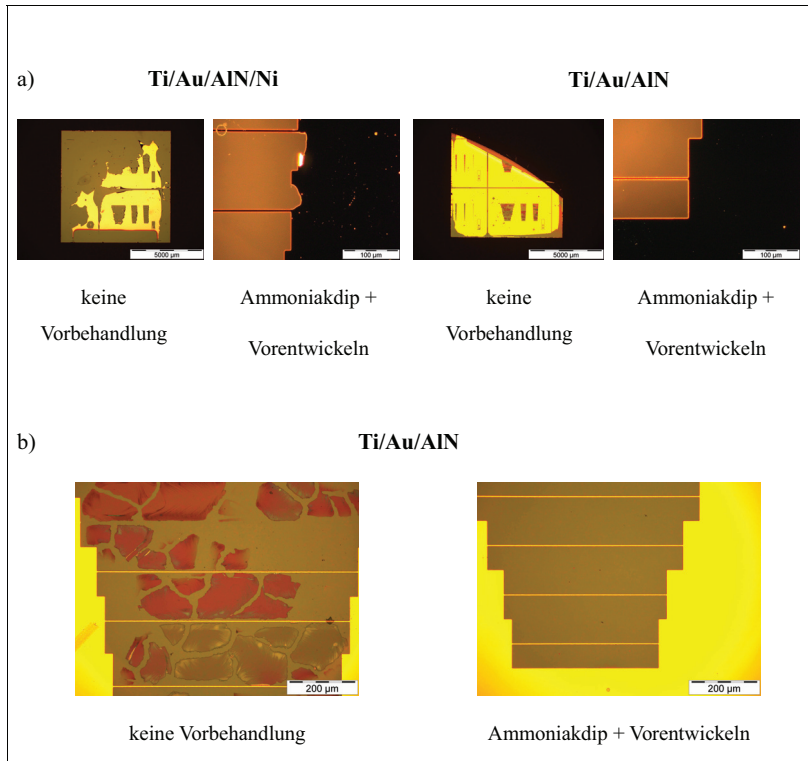 a)
Ti/Au/AlN/Ni
Ti/Au/AlN
5000 µm
100 µm
5000 µm
100 µm
keine
Vorbehandlung
Ammoniakdip +
Vorentwickeln
keine
Vorbehandlung
Ammoniakdip +
Vorentwickeln
b)
Ti/Au/AlN
200 µm
200 µm
keine Vorbehandlung
Ammoniakdip + Vorentwickeln